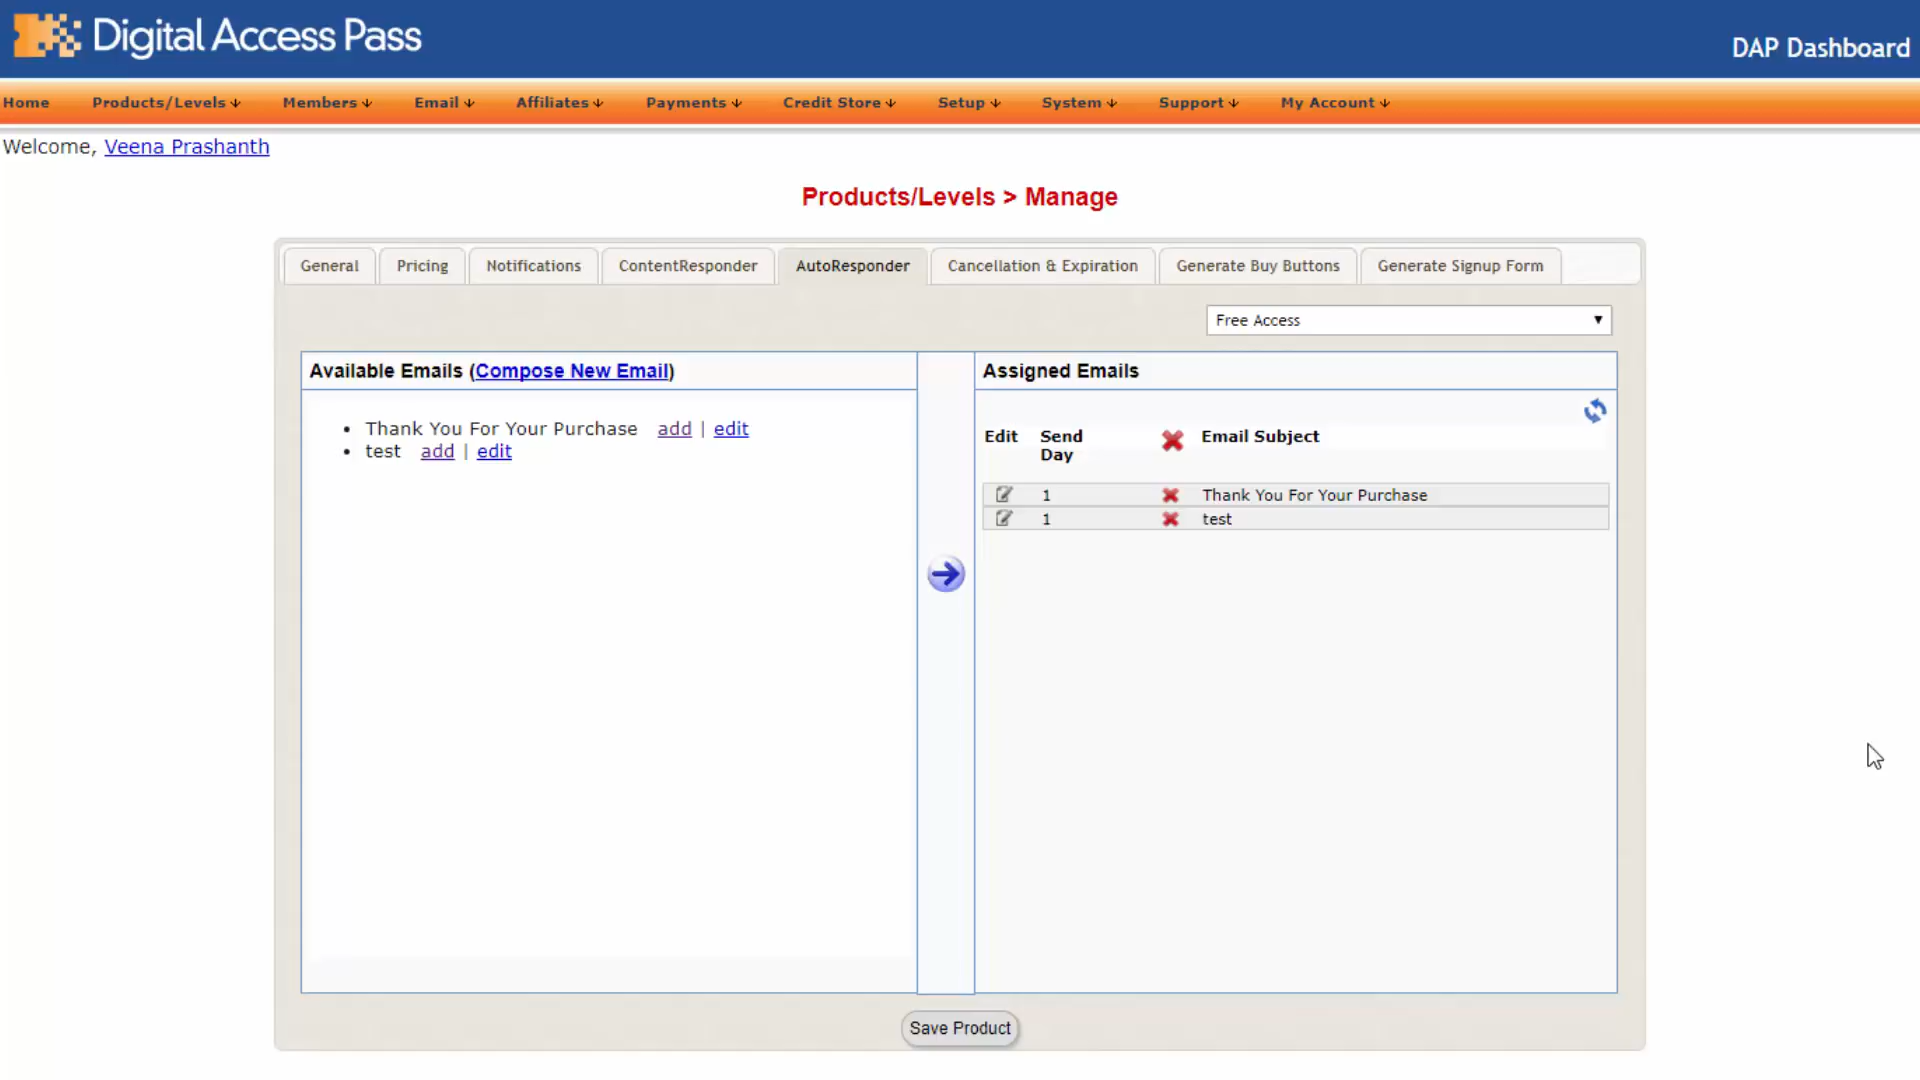 Digital Access Pass
DAP Dashboard
Home Products/Levels Members Email Affiliates Payments Credit Store Setup System Support My Account
Welcome, Veena Prashanth
Products/Levels > Manage
General Pricing Notifications ContentResponder AutoResponder Cancellation & Expiration Generate Buy Buttons Generate Signup Form
Free Access
Available Emails (Compose New Email)
• Thank You For Your Purchase add | edit
• test add | edit
Assigned Emails
Edit Send Day Email Subject
1 Thank You For Your Purchase
1 test
Save Product